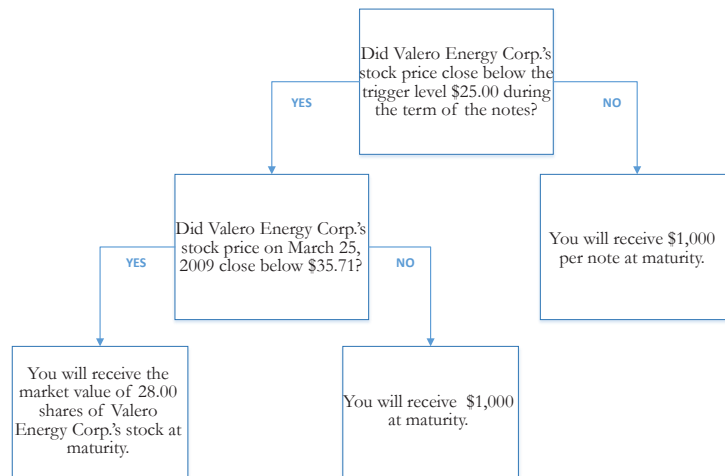 Did Valero Energy Corp.'s
stock price close below the
trigger level $25.00 during
the term of the notes?
YES
NO
Did Valero Energy Corp.'s
stock price on March 25,
2009 close below $35.71?
You will receive $1,000
per note at maturity.
YES
NO
You will receive the
market value of 28.00
shares of Valero
Energy Corp.'s stock at
maturity.
You will receive $1,000
at maturity.